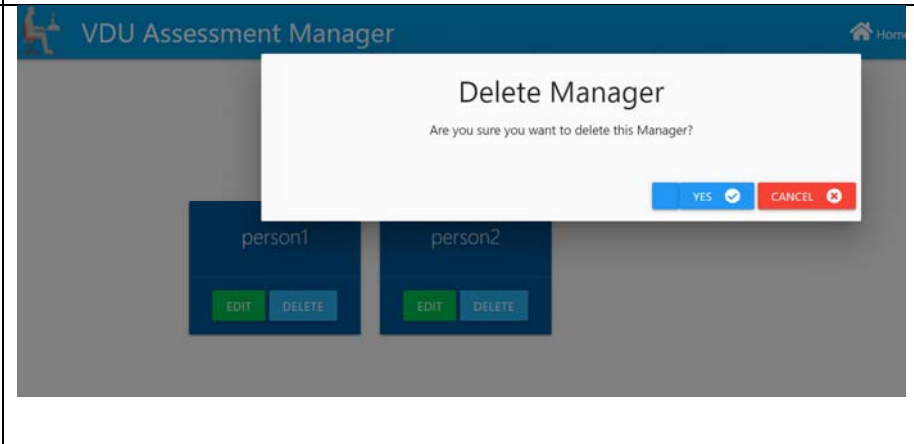 VDU Assessment Manager
Home
Delete Manager
Are you sure you want to delete this Manager?
YES CANCEL
person1 person2
EDIT DELETE EDIT DELETE